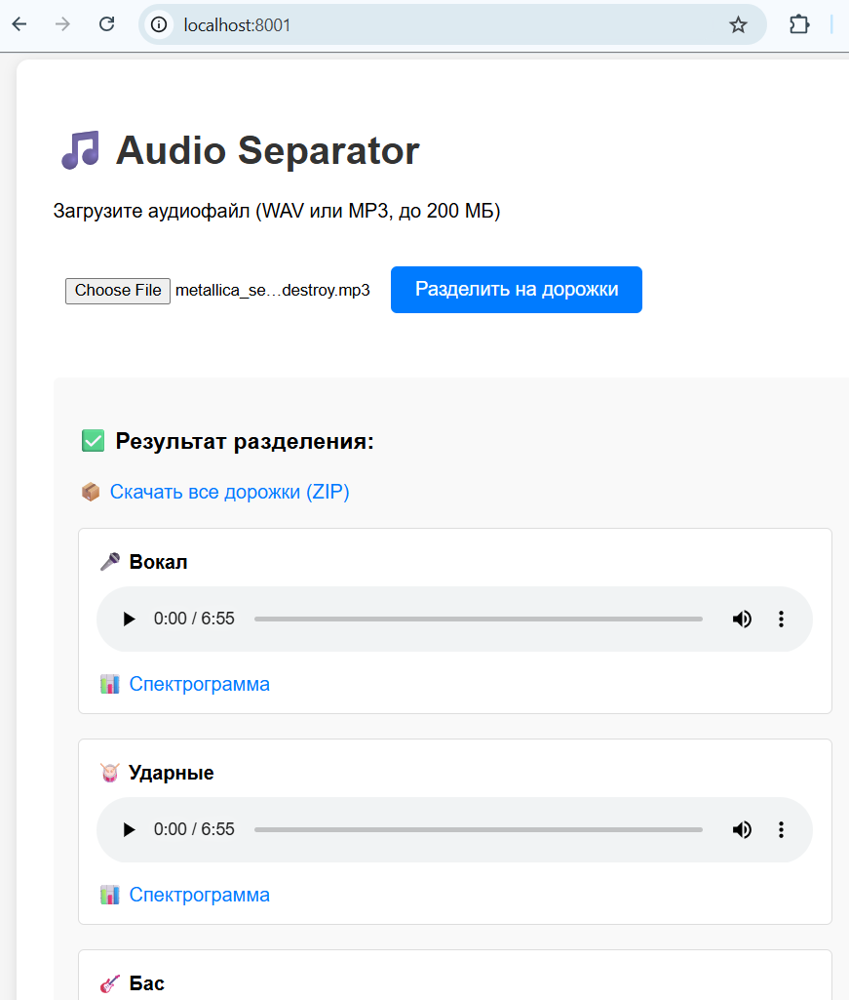 localhost:8001
Audio Separator
Загрузите аудиофайл (WAV или MP3, до 200 МБ)
Choose File metallica_se...destroy.mp3 Разделить на дорожки
Результат разделения:
Скачать все дорожки (ZIP)
Вокал
0:00 / 6:55
Спектрограмма
Ударные
0:00 / 6:55
Спектрограмма
Бас